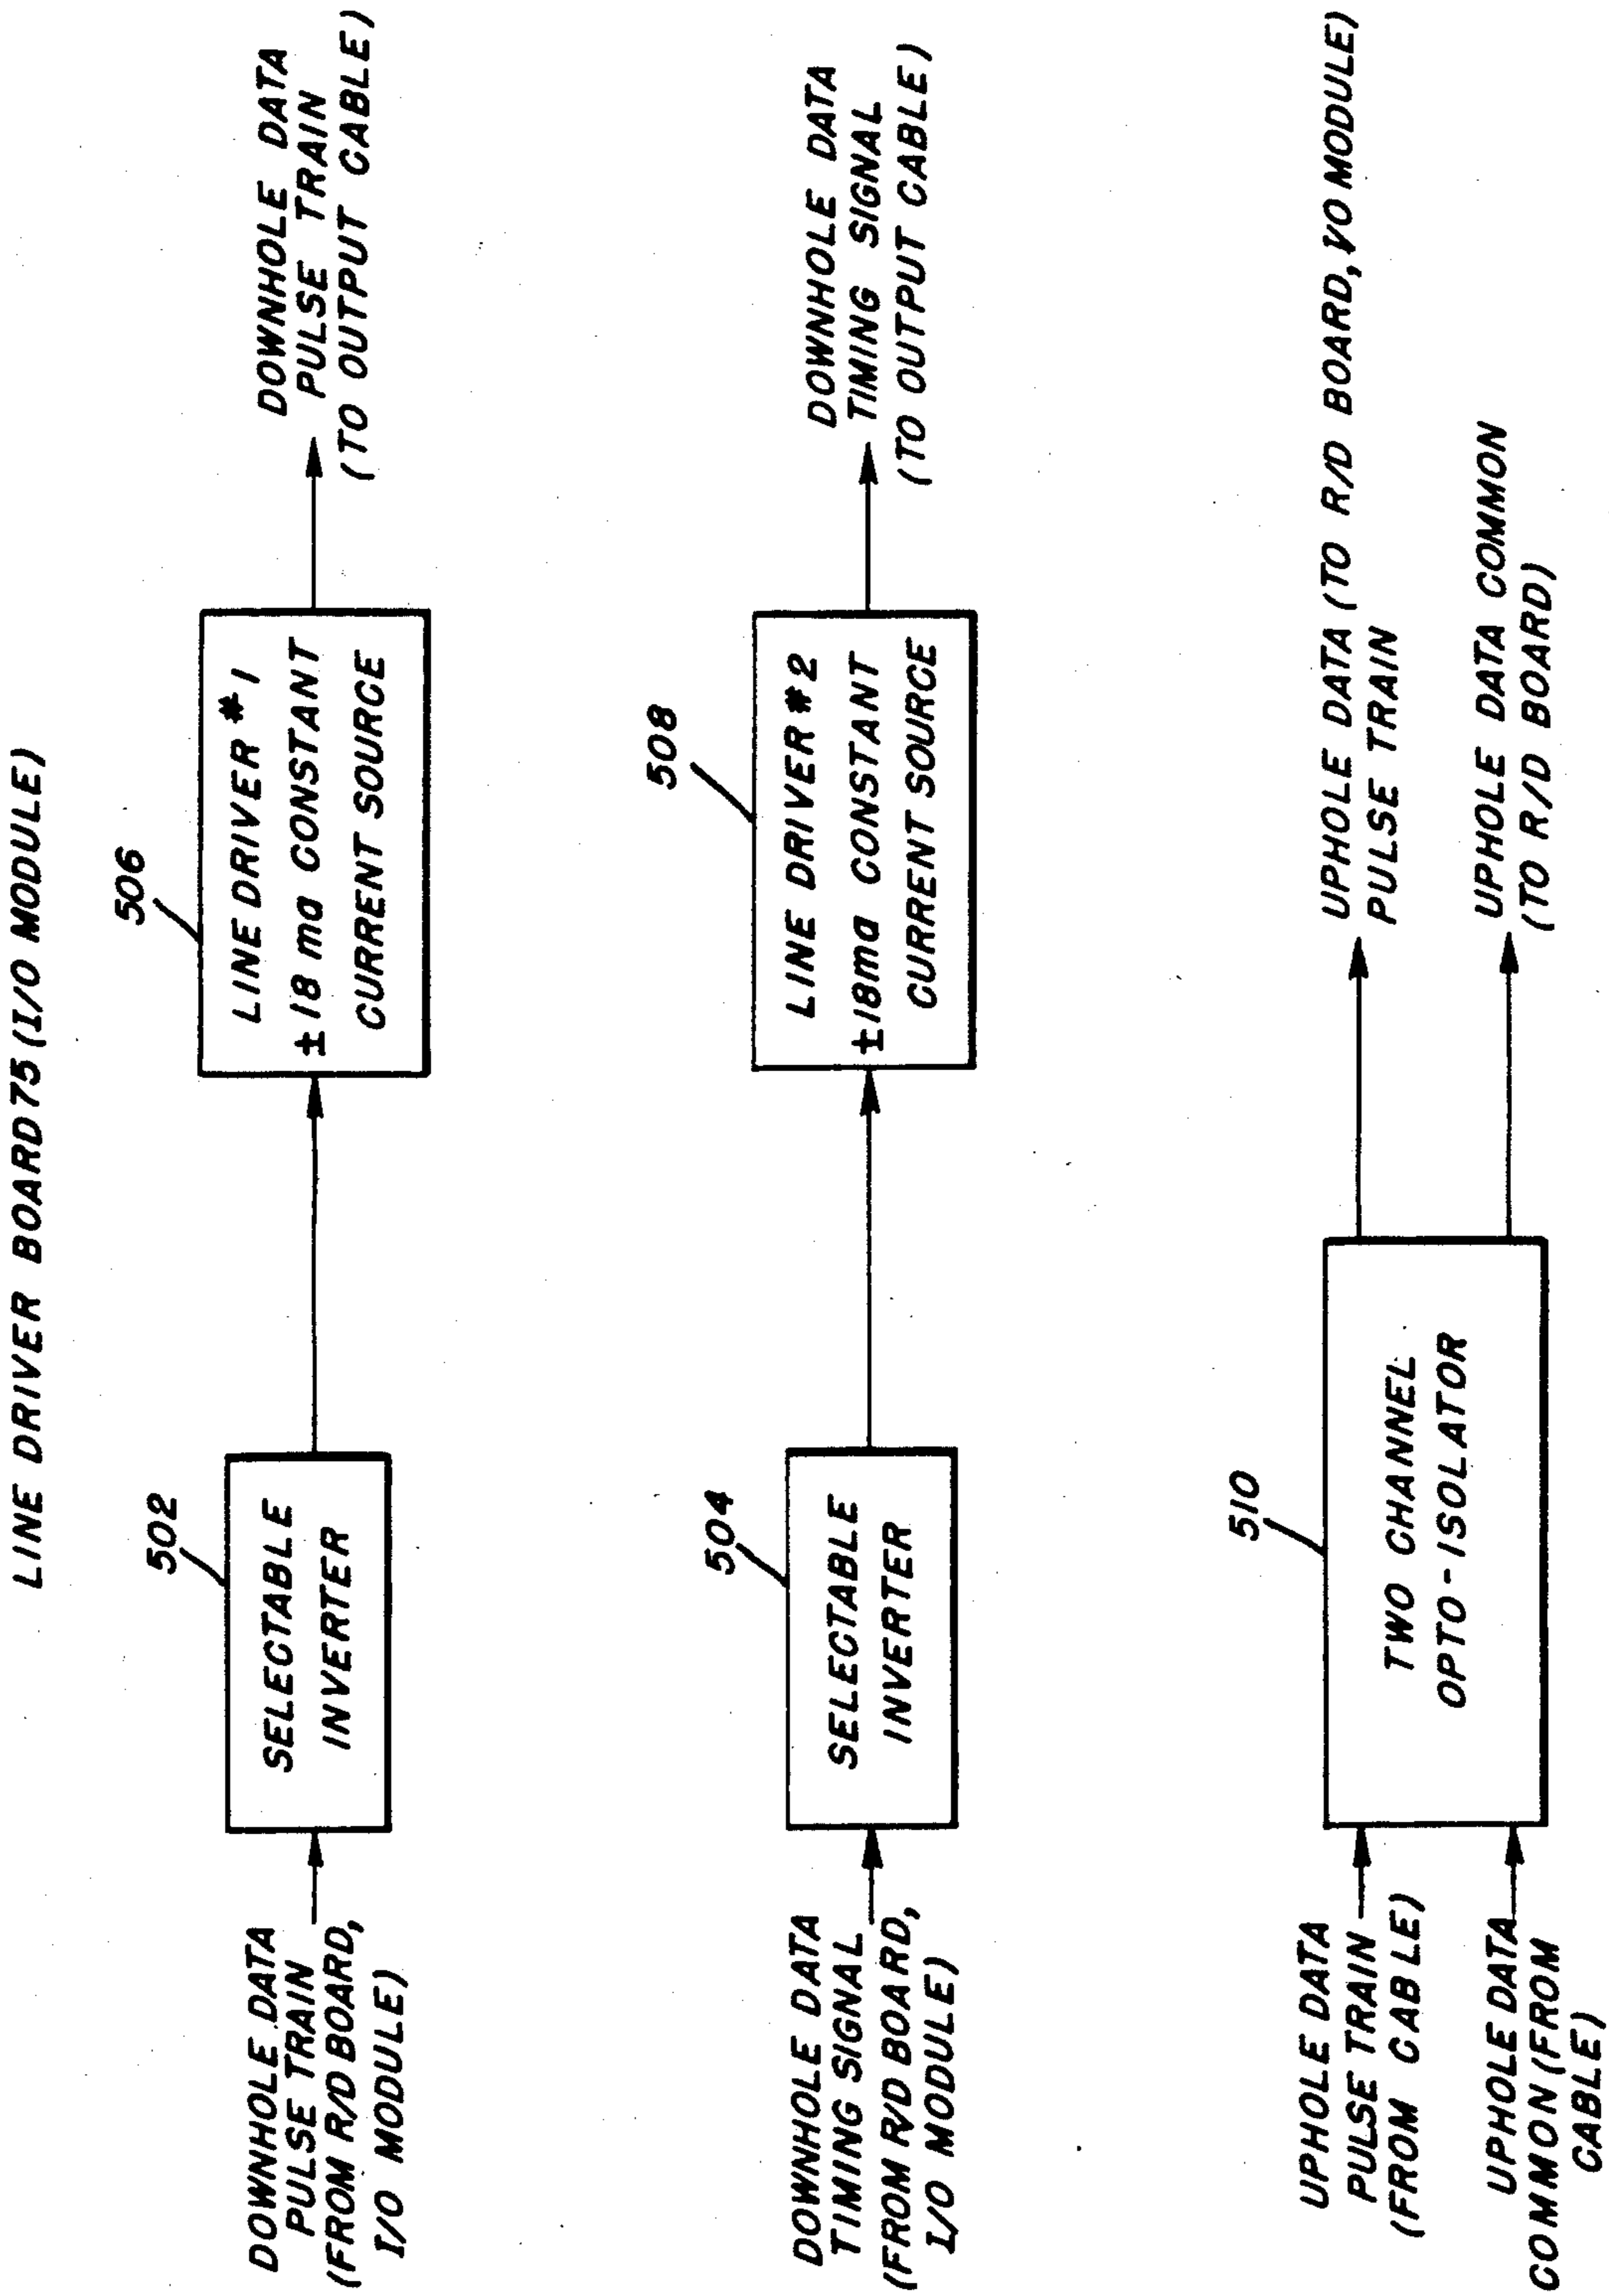 LINE DRIVER BOARD 75 (I/O MODULE)
502
506
DOWNHOLE DATA
PULSE TRAIN
(FROM R/D BOARD,
I/O MODULE)
SELECTABLE
INVERTER
LINE DRIVER #1
±18 ma CONSTANT
CURRENT SOURCE
DOWNHOLE DATA
PULSE TRAIN
(TO OUTPUT CABLE)
504
508
DOWNHOLE DATA
TIMING SIGNAL
(FROM R/D BOARD,
I/O MODULE)
SELECTABLE
INVERTER
LINE DRIVER #2
±18ma CONSTANT
CURRENT SOURCE
DOWNHOLE DATA
TIMING SIGNAL
(TO OUTPUT CABLE)
510
UPHOLE DATA
PULSE TRAIN
(FROM CABLE)
UPHOLE DATA
COMMON (FROM
CABLE)
TWO CHANNEL
OPTO-ISOLATOR
UPHOLE DATA (TO R/D BOARD, I/O MODULE)
PULSE TRAIN
UPHOLE DATA COMMON
(TO R/D BOARD)